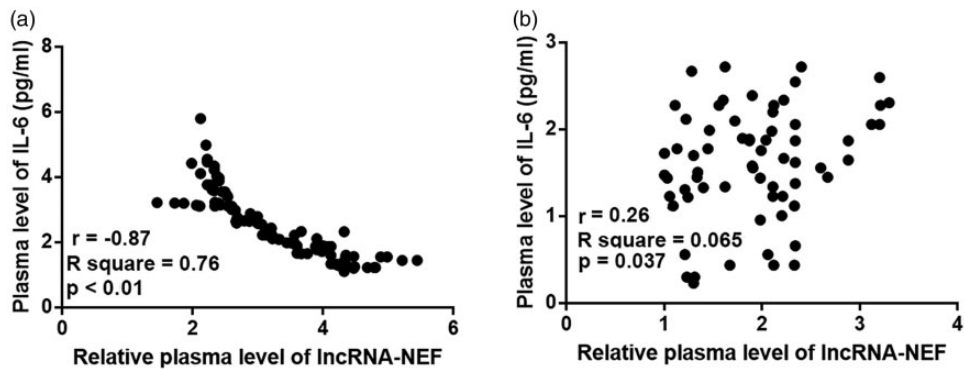 (a)
Plasma level of IL-6 (pg/ml)
8
6
4
2
0
r = -0.87
R square = 0.76
p < 0.01
0 2 4 6
Relative plasma level of lncRNA-NEF
(b)
Plasma level of IL-6 (pg/ml)
3
2
1
0
r = 0.26
R square = 0.065
p = 0.037
0 1 2 3 4
Relative plasma level of lncRNA-NEF